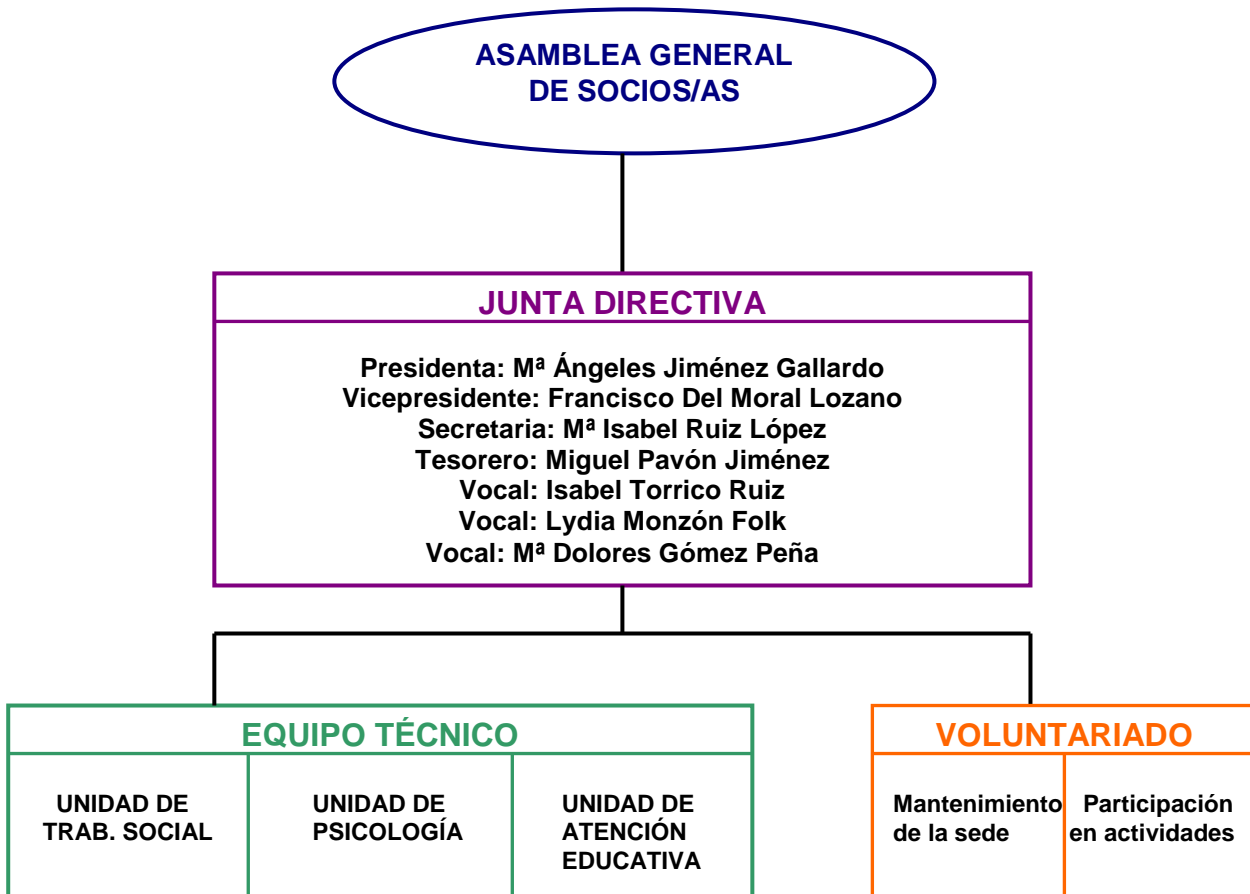 ASAMBLEA GENERAL
DE SOCIOS/AS
JUNTA DIRECTIVA
Presidenta: Mª Ángeles Jiménez Gallardo
Vicepresidente: Francisco Del Moral Lozano
Secretaria: Mª Isabel Ruiz López
Tesorero: Miguel Pavón Jiménez
Vocal: Isabel Torrico Ruiz
Vocal: Lydia Monzón Folk
Vocal: Mª Dolores Gómez Peña
EQUIPO TÉCNICO
UNIDAD DE
TRAB. SOCIAL
UNIDAD DE
PSICOLOGÍA
UNIDAD DE
ATENCIÓN
EDUCATIVA
VOLUNTARIADO
Mantenimiento
de la sede
Participación
en actividades